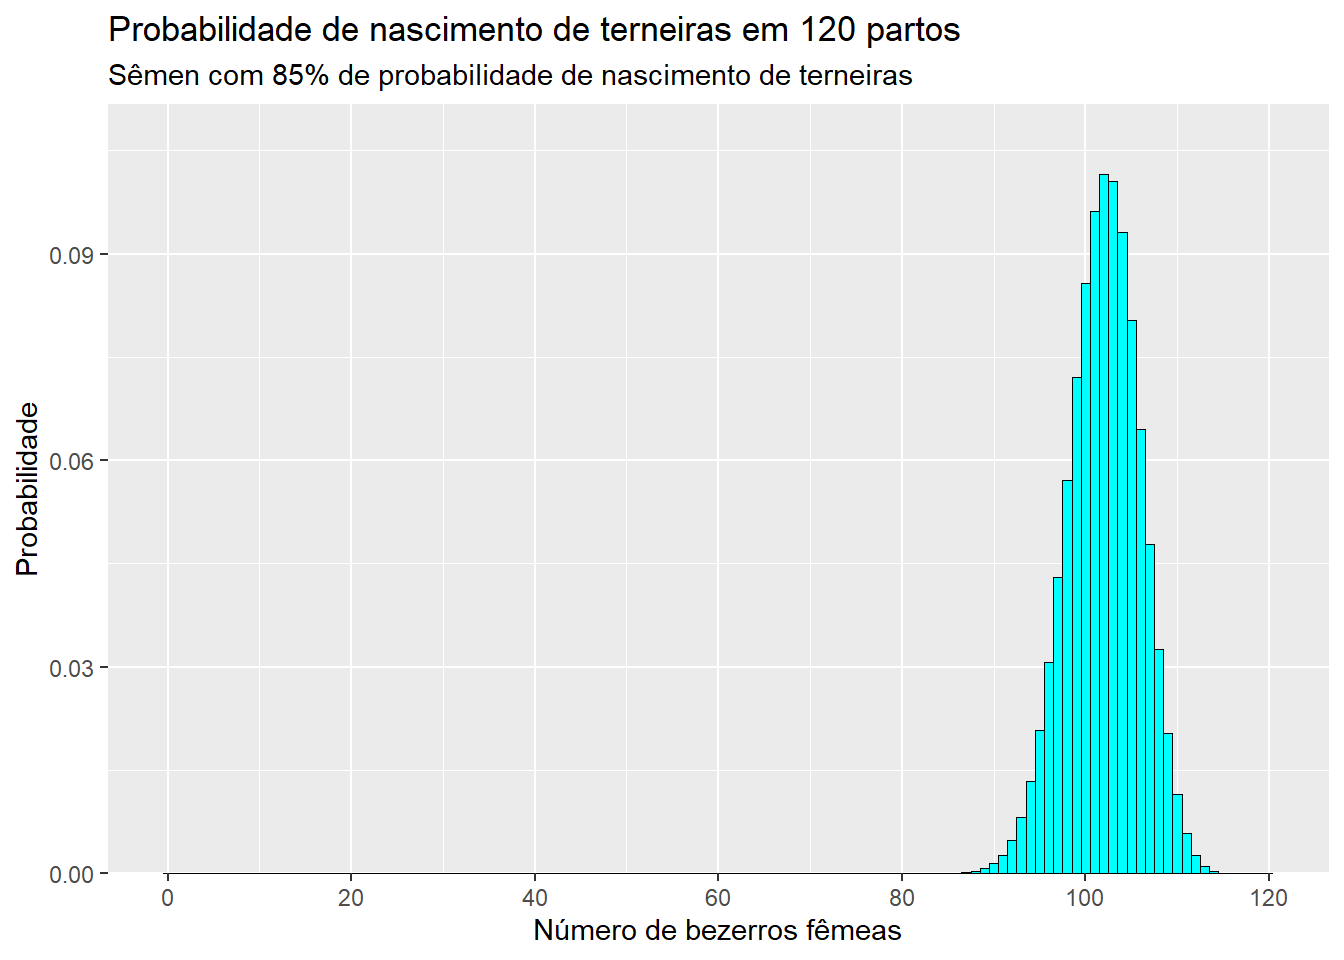 Probabilidade de nascimento de terneiras em 120 partos
Sêmen com 85% de probabilidade de nascimento de terneiras
Probabilidade
0.09
0.06
0.03
0.00
0 20 40 60 80 100 120
Número de bezerros fêmeas